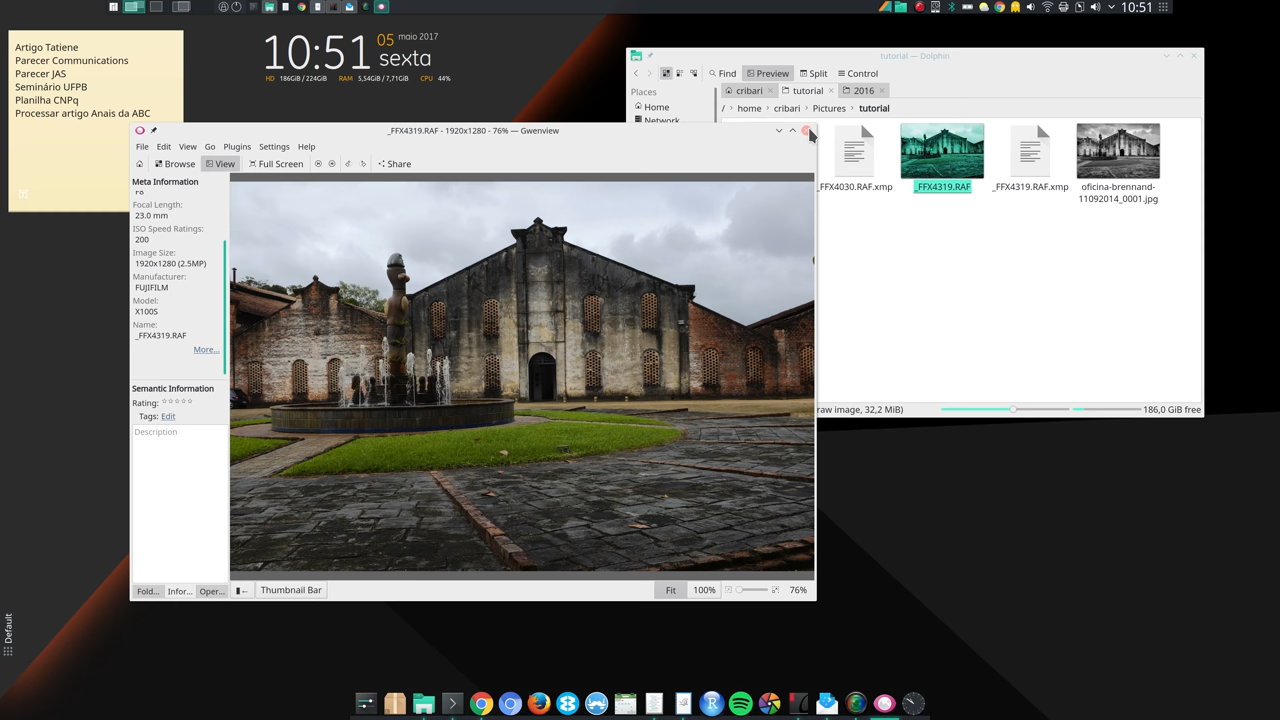 10:51
Artigo Tatiene
Parecer Communications
Parecer JAS
Seminário UFPB
Planilha CNPq
Processar artigo Anais da ABC
10:51 05 maio 2017
sexta
HD 186GiB / 224GiB RAM 5,54GiB / 7,71GiB CPU 44%
tutorial — Dolphin
Find Preview Split Control
Places
cribari tutorial 2016
Home
/ home cribari Pictures tutorial
Network
_FFX4030.RAF.xmp _FFX4319.RAF _FFX4319.RAF.xmp oficina-brennand-
11092014_0001.jpg
raw image, 32,2 MiB) 186,0 GiB free
_FFX4319.RAF - 1920x1280 - 76% — Gwenview
File Edit View Go Plugins Settings Help
Browse View Full Screen Share
Meta Information
Focal Length:
23.0 mm
ISO Speed Ratings:
200
Image Size:
1920x1280 (2.5MP)
Manufacturer:
FUJIFILM
Model:
X100S
Name:
_FFX4319.RAF
More...
Semantic Information
Rating:
Tags: Edit
Description
Fold... Infor... Oper... Thumbnail Bar Fit 100% 76%
Default